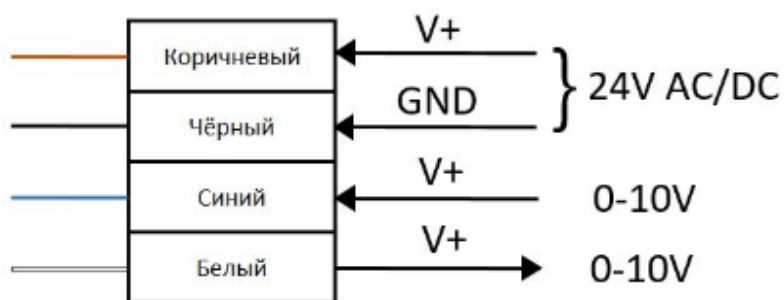 Коричневый V+
24V AC/DC
Чёрный GND
Синий V+ 0-10V
Белый V+ 0-10V